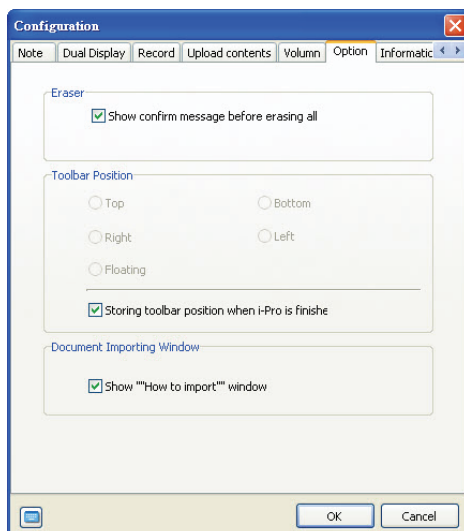 Configuration
Note Dual Display Record Upload contents Volumn Option Informatic
Eraser
Show confirm message before erasing all
Toolbar Position
Top Bottom
Right Left
Floating
Storing toolbar position when i-Pro is finishe
Document Importing Window
Show ""How to import"" window
OK Cancel